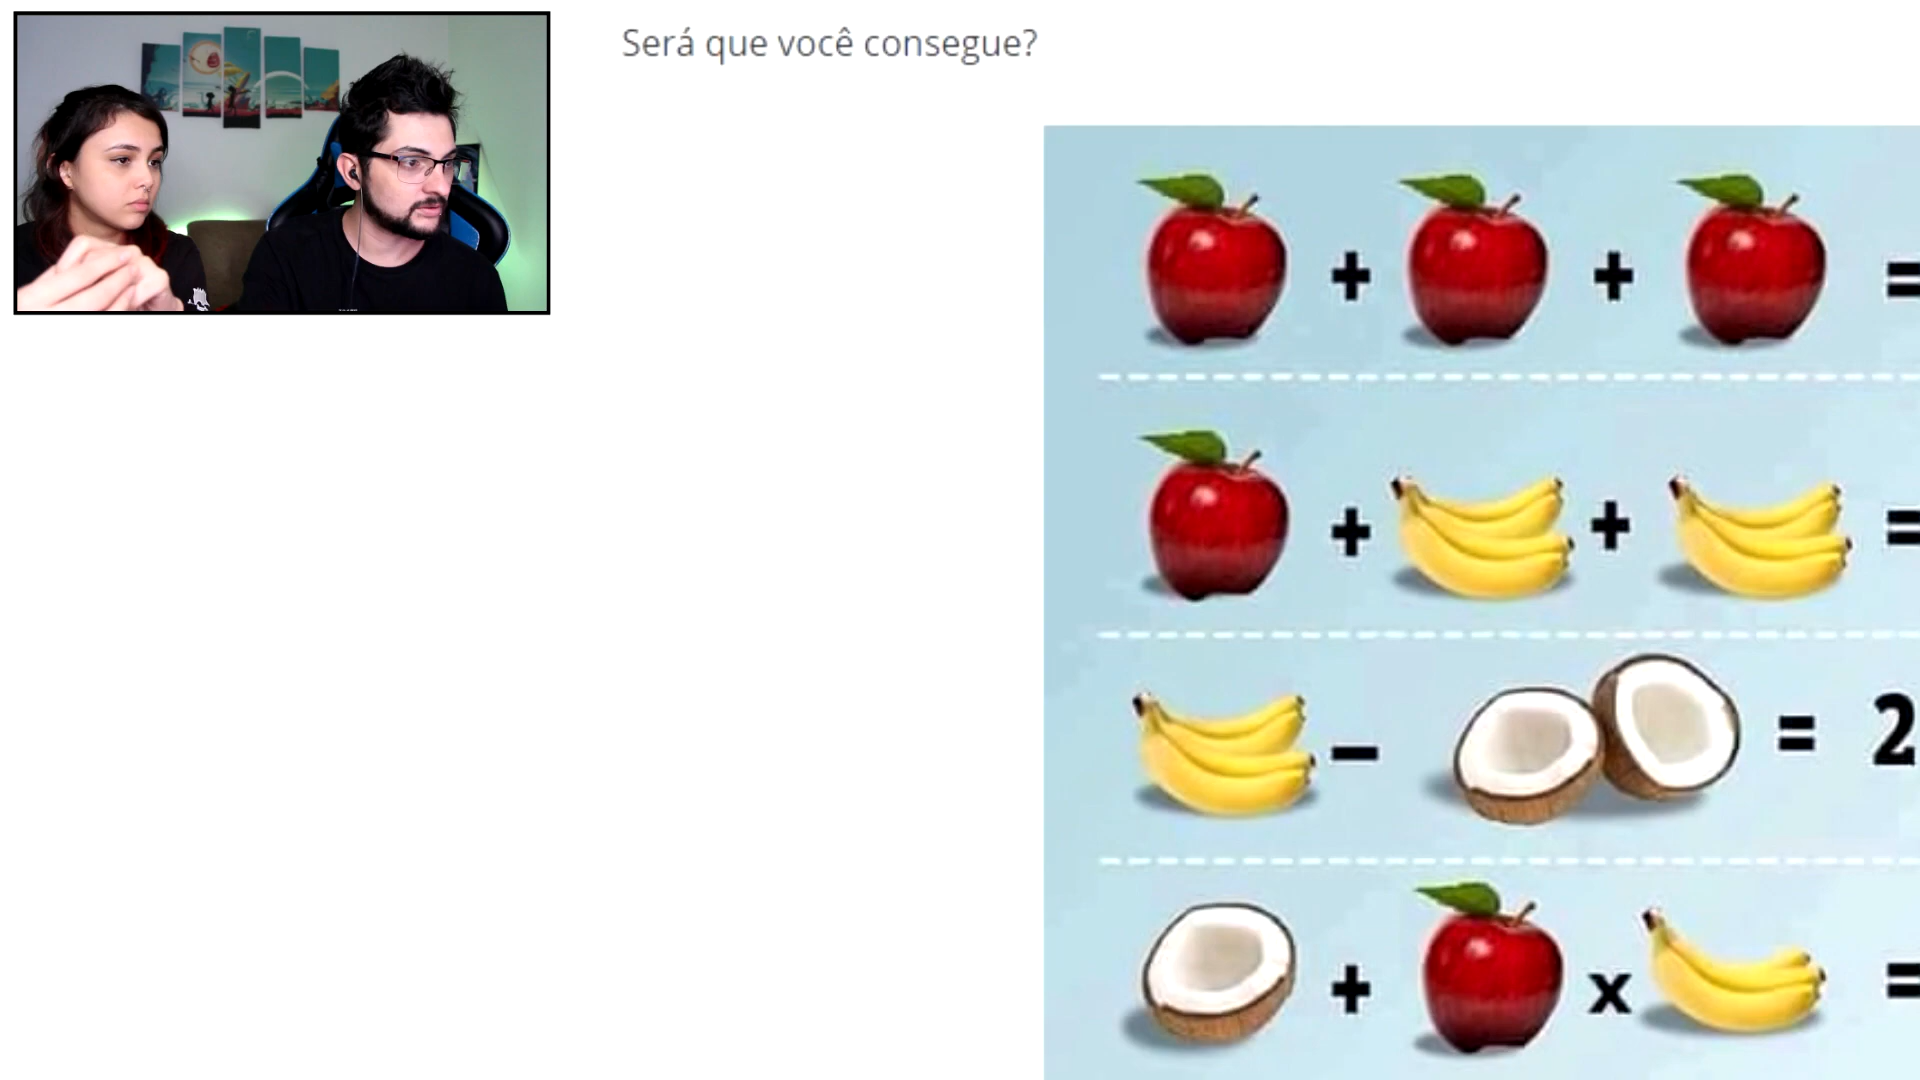 Será que você consegue?
+ + =
+ + =
- = 2
+ x =